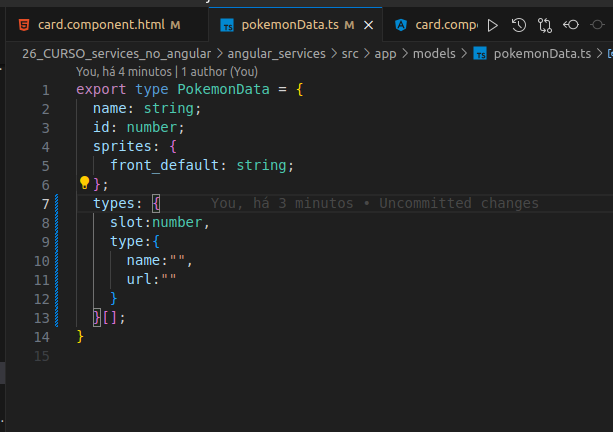 card.component.html M pokemonData.ts M card.comp
26_CURSO_services_no_angular > angular_services > src > app > models > pokemonData.ts >
You, há 4 minutos | 1 author (You)
1 export type PokemonData = {
2 name: string;
3 id: number;
4 sprites: {
5 front_default: string;
6 };
7 types: { You, há 3 minutos • Uncommitted changes
8 slot:number,
9 type:{
10 name:"",
11 url:""
12 }
13 }[];
14 }
15